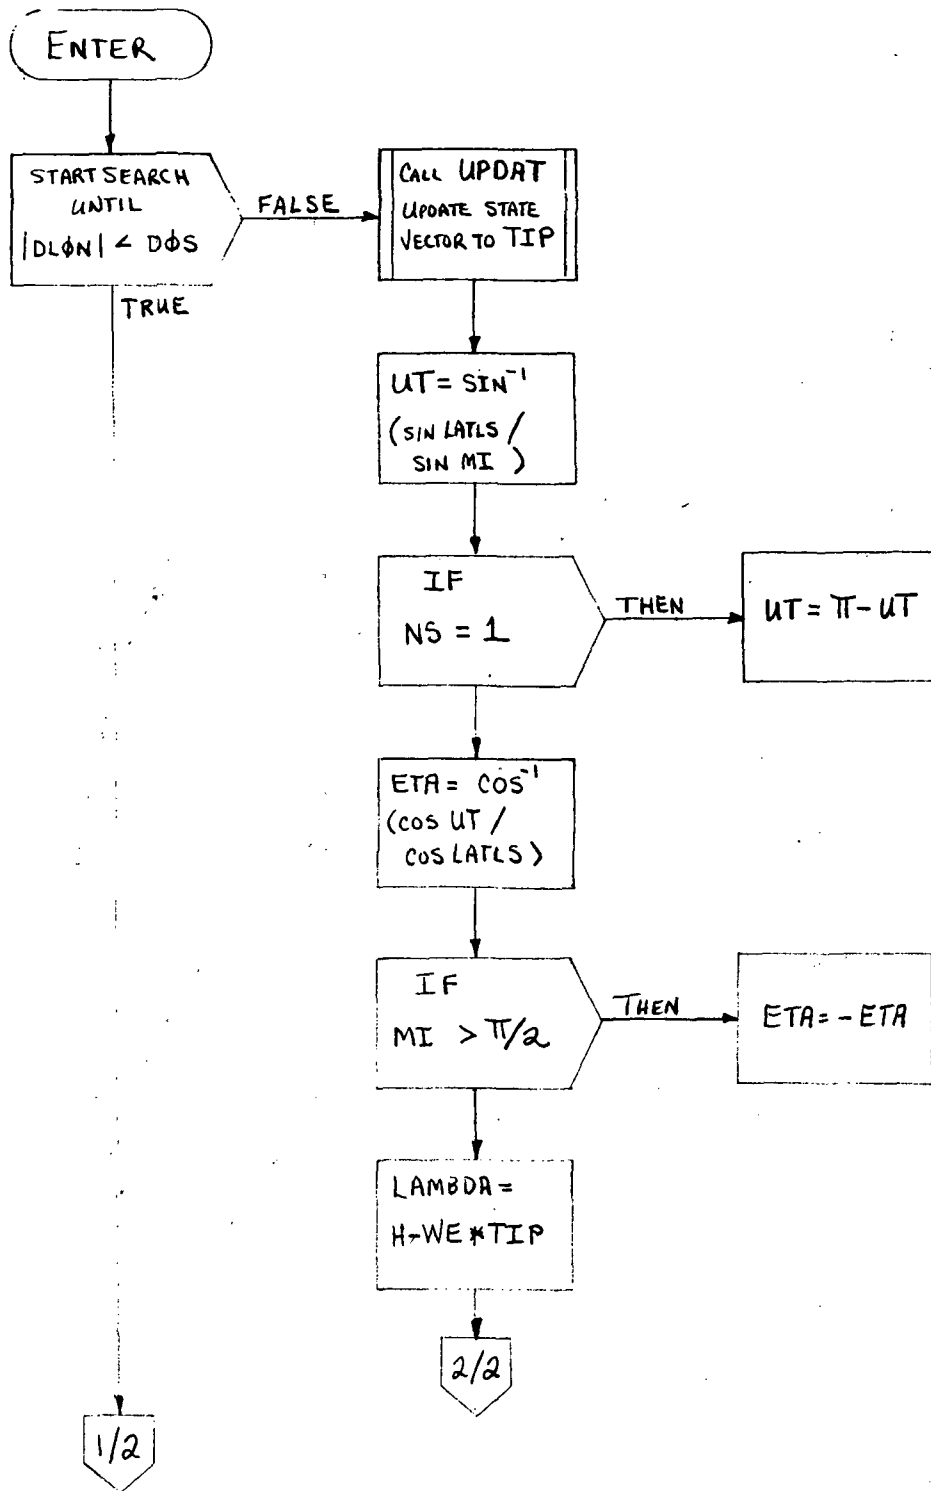 ENTER
START SEARCH
UNTIL
|DLϕN| < DϕS
FALSE
TRUE
CALL UPDAT
UPDATE STATE
VECTOR TO TIP
UT = SIN⁻¹
(SIN LATLS /
SIN MI )
IF
NS = 1
THEN
UT = π - UT
ETA = COS⁻¹
(COS UT /
COS LATLS )
IF
MI > π/2
THEN
ETA = - ETA
LAMBDA =
H-WE*TIP
2/2
1/2